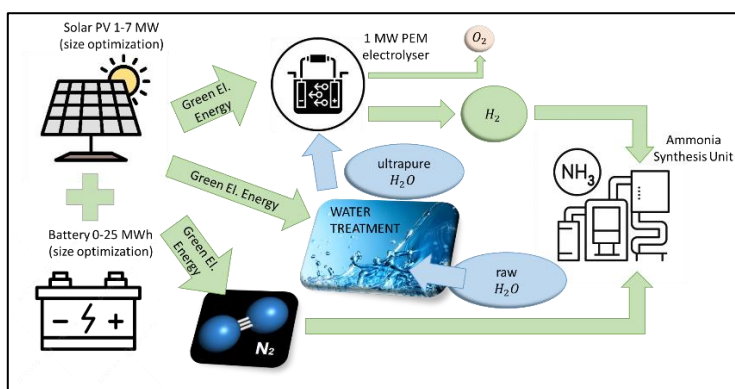 Solar PV 1-7 MW
(size optimization)
Green El.
Energy
1 MW PEM
electrolyser
O2
H2
Ammonia
Synthesis Unit
NH3
ultrapure
H2O
Green El. Energy
WATER
TREATMENT
Battery 0-25 MWh
(size optimization)
Green El.
Energy
raw
H2O
N2